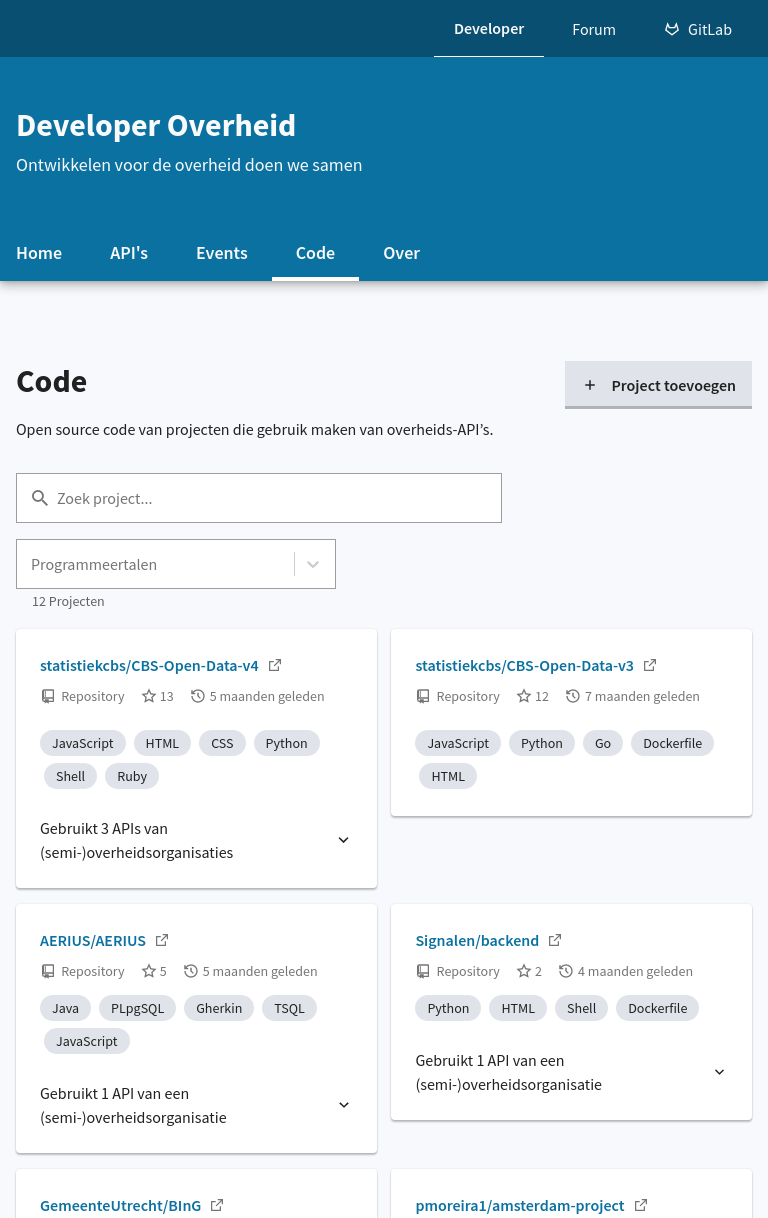 Developer
Forum
GitLab
Developer Overheid
Ontwikkelen voor de overheid doen we samen
Home
API's
Events
Code
Over
Code
Project toevoegen
Open source code van projecten die gebruik maken van overheids-API’s.
Zoek project...
Programmeertalen
12 Projecten
statistiekcbs/CBS-Open-Data-v4
Repository 13 5 maanden geleden
JavaScript HTML CSS Python
Shell Ruby
Gebruikt 3 APIs van
(semi-)overheidsorganisaties
statistiekcbs/CBS-Open-Data-v3
Repository 12 7 maanden geleden
JavaScript Python Go Dockerfile
HTML
AERIUS/AERIUS
Repository 5 5 maanden geleden
Java PLpgSQL Gherkin TSQL
JavaScript
Gebruikt 1 API van een
(semi-)overheidsorganisatie
Signalen/backend
Repository 2 4 maanden geleden
Python HTML Shell Dockerfile
Gebruikt 1 API van een
(semi-)overheidsorganisatie
GemeenteUtrecht/BInG
pmoreira1/amsterdam-project